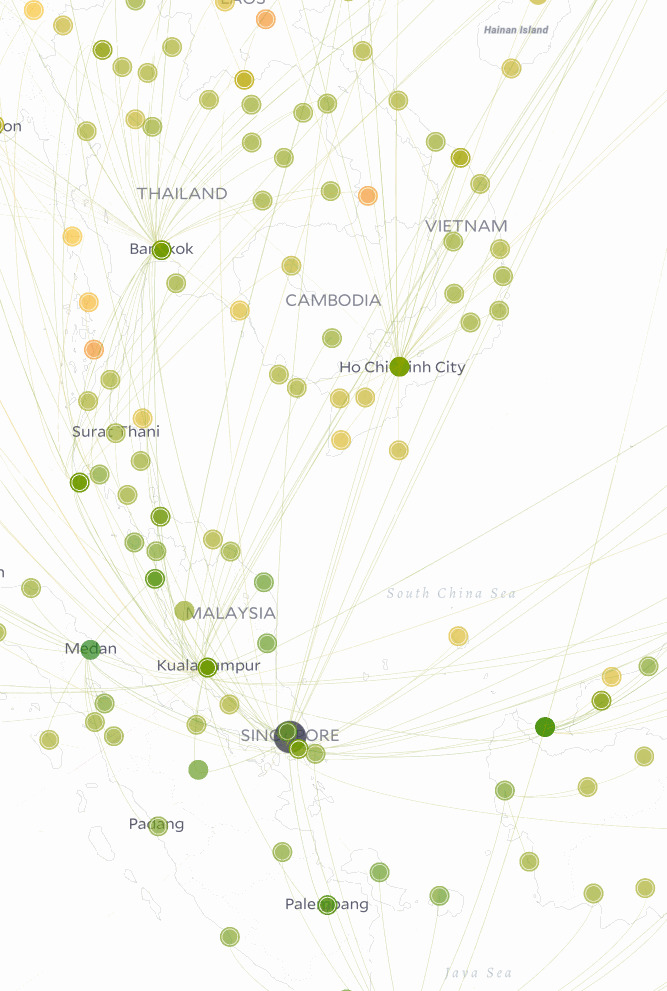 LAOS
Hainan Island
on
THAILAND
VIETNAM
Bangkok
CAMBODIA
Ho Chi Minh City
Surat Thani
n
South China Sea
MALAYSIA
Medan
Kuala Lumpur
SINGAPORE
Padang
Palembang
Jaya Sea